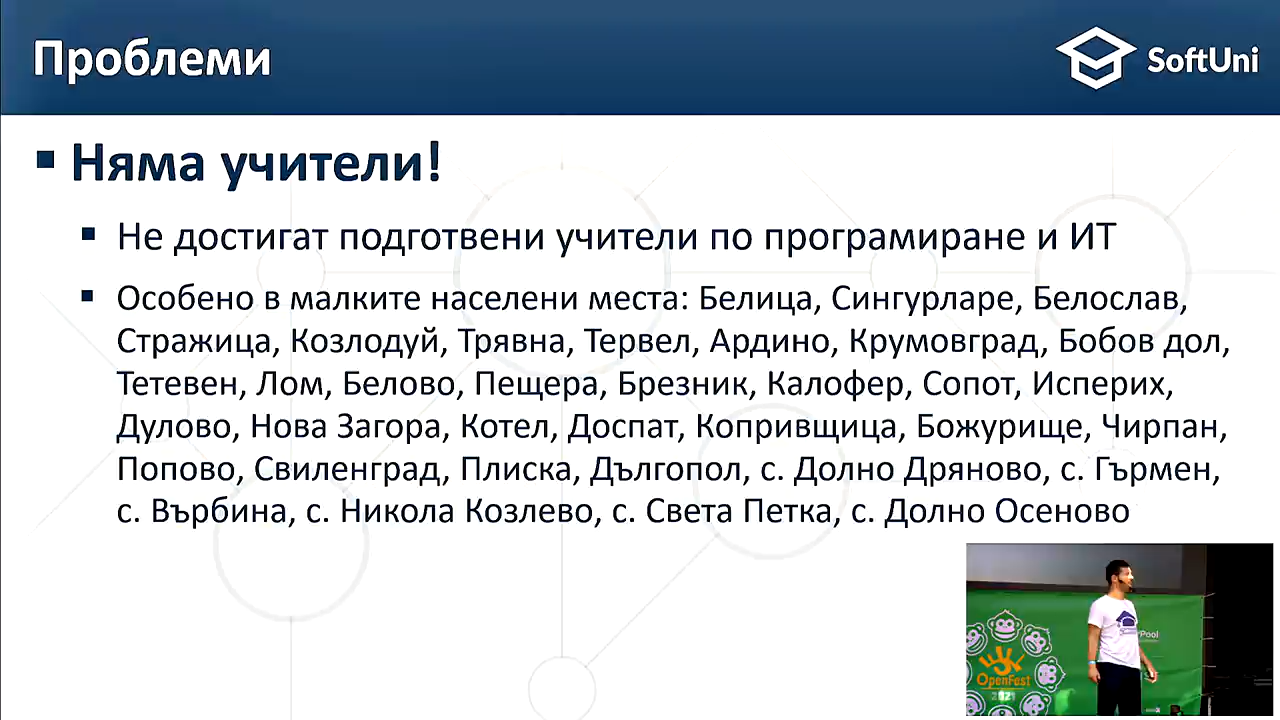 Проблеми
SoftUni
Няма учители!
Не достигат подготвени учители по програмиране и ИТ
Особено в малките населени места: Белица, Сингурларе, Белослав,
Стражица, Козлодуй, Трявна, Тервел, Ардино, Крумовград, Бобов дол,
Тетевен, Лом, Белово, Пещера, Брезник, Калофер, Сопот, Исперих,
Дулово, Нова Загора, Котел, Доспат, Копривщица, Божурище, Чирпан,
Попово, Свиленград, Плиска, Дългопол, с. Долно Дряново, с. Гърмен,
с. Върбина, с. Никола Козлево, с. Света Петка, с. Долно Осеново
OpenFest
2021